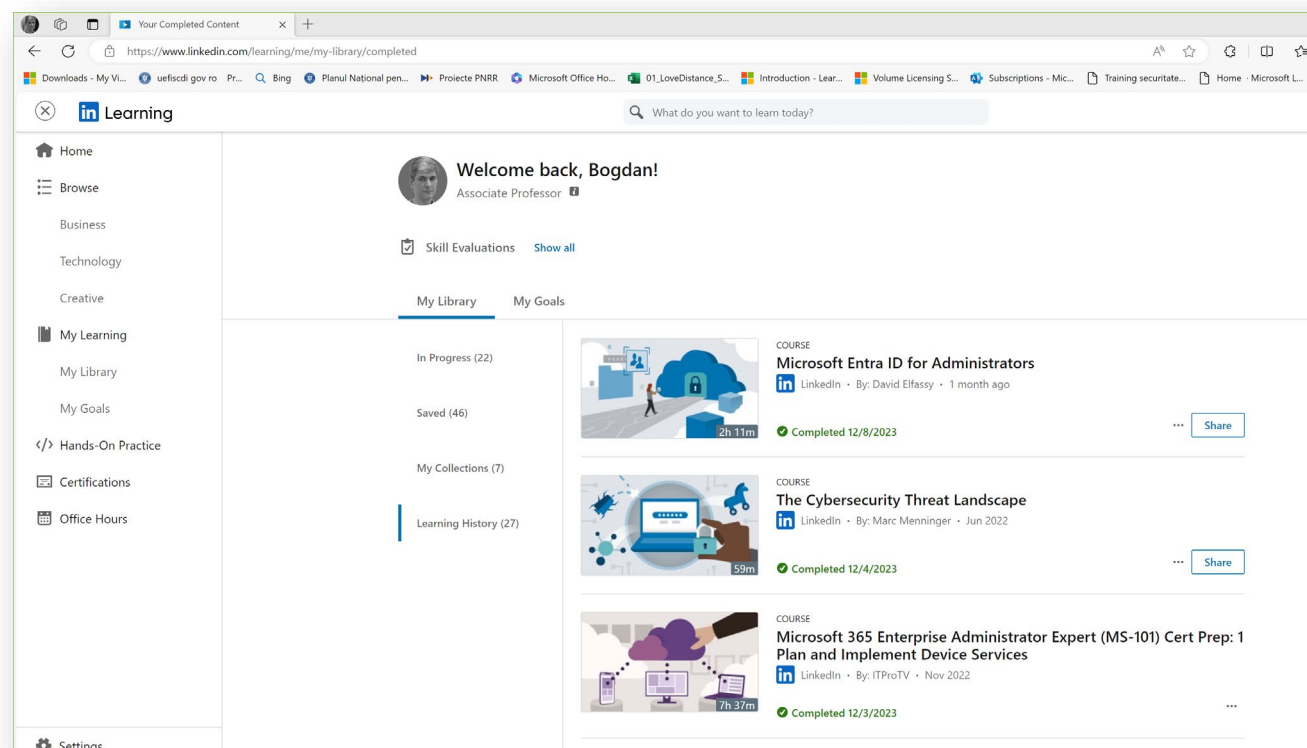 Your Completed Content
https://www.linkedin.com/learning/me/my-library/completed
Downloads - My Vi... uefiscdi gov ro Pr... Bing Planul Național pen... Proiecte PNRR Microsoft Office Ho... 01_LoveDistance_S... Introduction - Lear... Volume Licensing S... Subscriptions - Mic... Training securitate... Home · Microsoft L...
in Learning
What do you want to learn today?
Home
Browse
Business
Technology
Creative
My Learning
My Library
My Goals
Hands-On Practice
Certifications
Office Hours
Settings
Welcome back, Bogdan!
Associate Professor
Skill Evaluations Show all
My Library My Goals
In Progress (22)
Saved (46)
My Collections (7)
Learning History (27)
COURSE
Microsoft Entra ID for Administrators
in LinkedIn • By: David Elfassy • 1 month ago
2h 11m
Completed 12/8/2023
Share
COURSE
The Cybersecurity Threat Landscape
in LinkedIn • By: Marc Menninger • Jun 2022
59m
Completed 12/4/2023
Share
COURSE
Microsoft 365 Enterprise Administrator Expert (MS-101) Cert Prep: 1
Plan and Implement Device Services
in LinkedIn • By: ITProTV • Nov 2022
7h 37m
Completed 12/3/2023